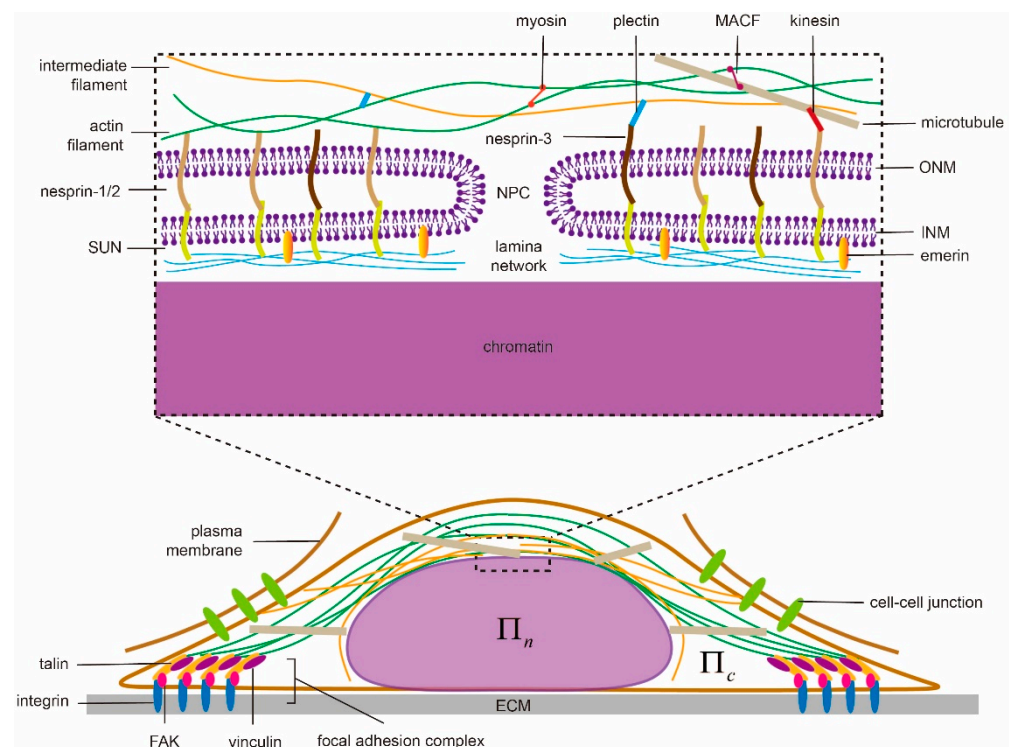 myosin
plectin
MACF
kinesin
intermediate
filament
actin
filament
nesprin-3
microtubule
ONM
nesprin-1/2
NPC
SUN
lamina
network
INM
emerin
chromatin
plasma
membrane
Πn
cell-cell junction
talin
Πc
integrin
ECM
FAK
vinculin
focal adhesion complex